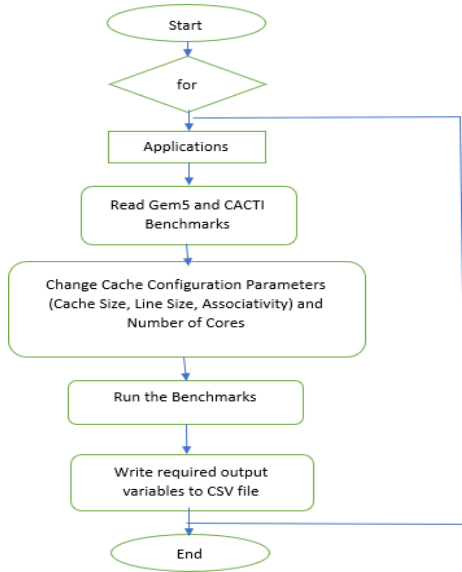 Start
for
Applications
Read Gem5 and CACTI
Benchmarks
Change Cache Configuration Parameters
(Cache Size, Line Size, Associativity) and
Number of Cores
Run the Benchmarks
Write required output
variables to CSV file
End